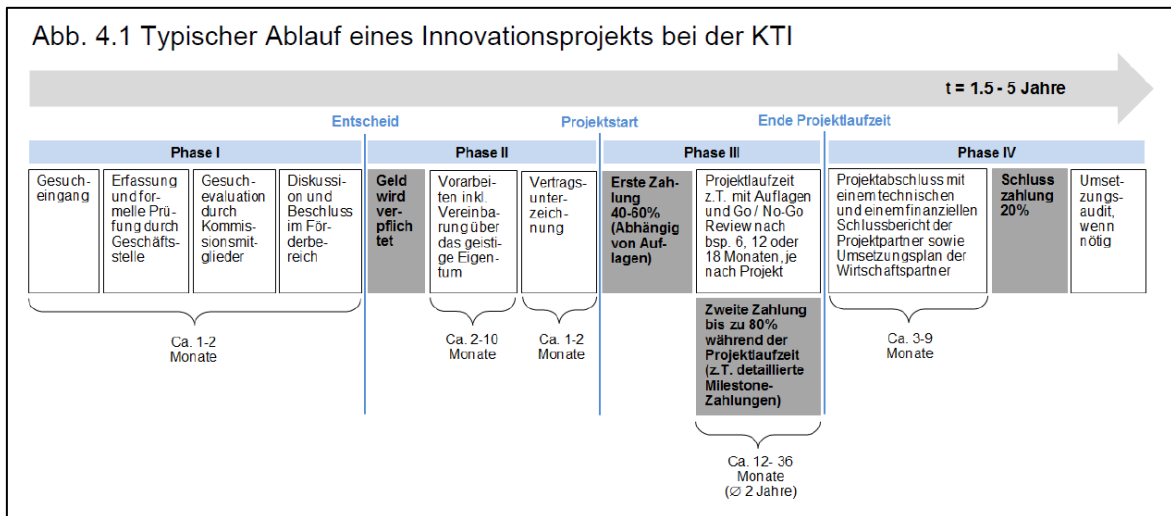 Abb. 4.1 Typischer Ablauf eines Innovationsprojekts bei der KTI
t = 1.5 - 5 Jahre
Entscheid
Projektstart
Ende Projektlaufzeit
Phase I
Phase II
Phase III
Phase IV
Gesuch-
eingang
Erfassung
und for-
melle Prü-
fung durch
Geschäfts-
stelle
Gesuch-
evaluation
durch
Kommis-
sionsmit-
glieder
Diskussi-
on und
Beschluss
im För-
derbe-
reich
Geld
wird
ver-
pflich
tet
Vorarbei-
ten inkl.
Vereinba-
rung über
das geisti-
ge Eigen-
tum
Vertrags-
unter-
zeich-
nung
Erste Zah-
lung
40-60%
(Abhängig
von Auf-
lagen)
Projektlaufzeit
z.T. mit Auflagen
und Go / No-Go
Review nach
bsp. 6, 12 oder
18 Monaten, je
nach Projekt
Projektabschluss mit
einem technischen
und einem finanziellen
Schlussbericht der
Projektpartner sowie
Umsetzungsplan der
Wirtschaftspartner
Schluss
zahlung
20%
Umset-
zungs-
audit,
wenn
nötig
Zweite Zahlung
bis zu 80%
während der
Projektlaufzeit
(z.T. detaillierte
Milestone-
Zahlungen)
Ca. 1-2
Monate
Ca. 2-10
Monate
Ca. 1-2
Monate
Ca. 3-9
Monate
Ca. 12- 36
Monate
(Ø 2 Jahre)